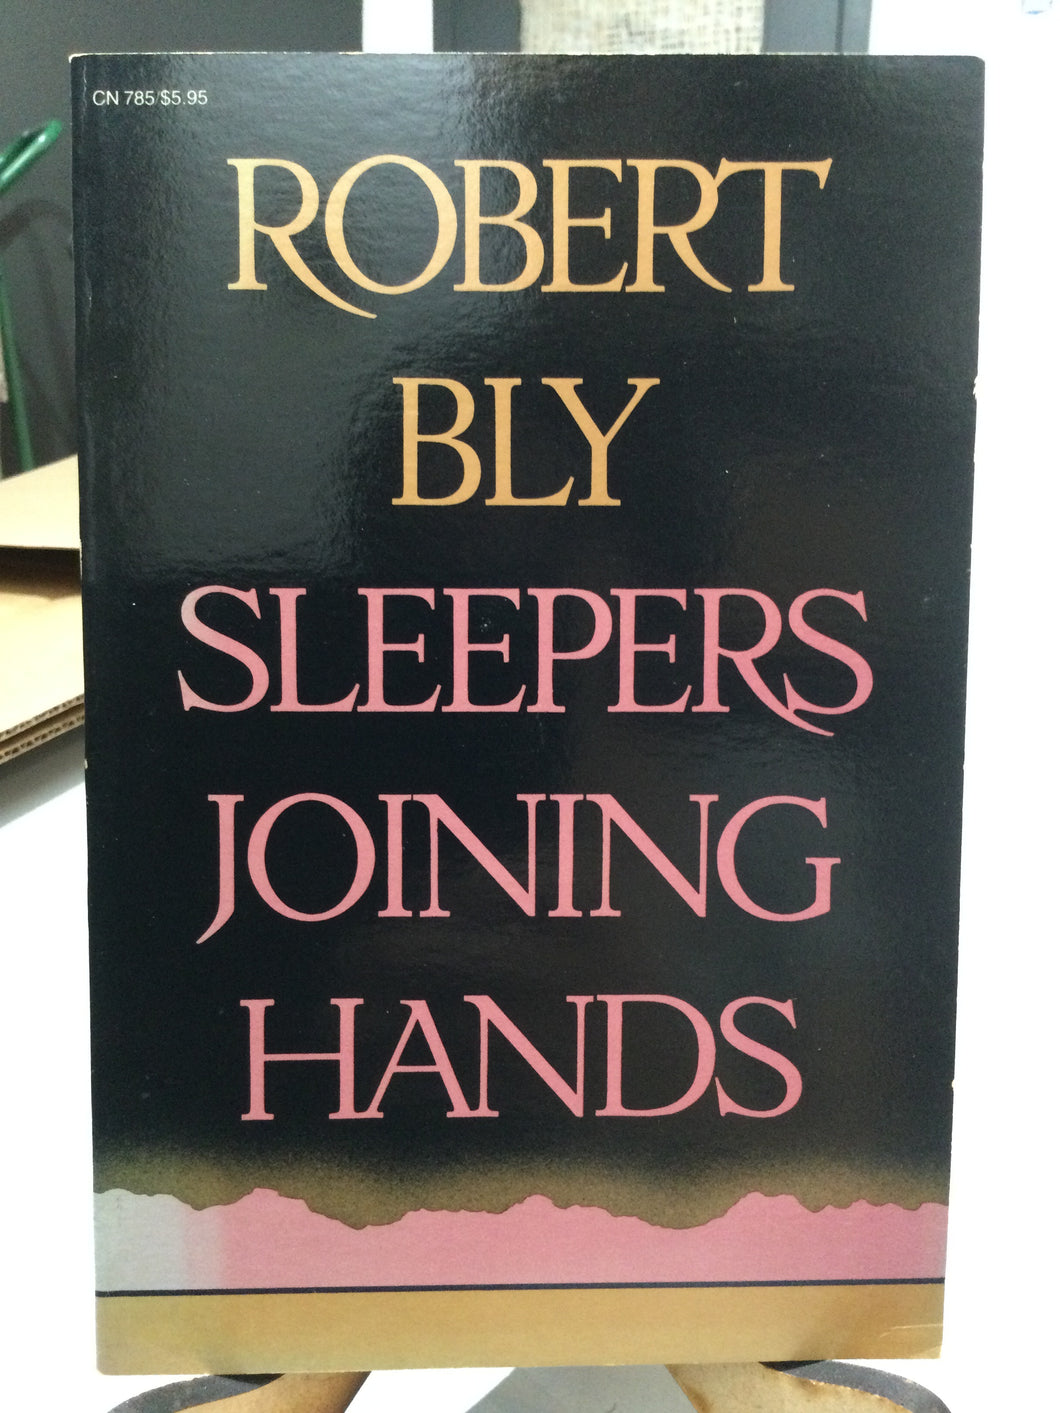 CN 785/$5.95
ROBERT
BLY
SLEEPERS
JOINING
HANDS